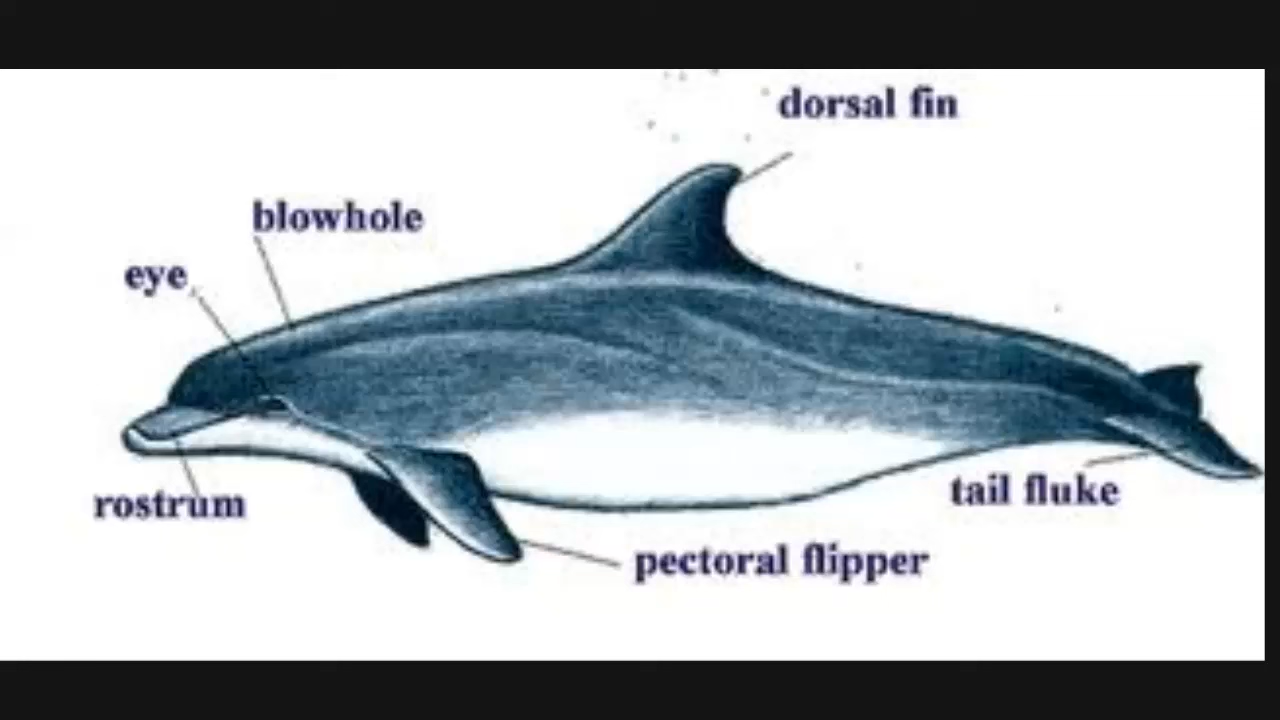 dorsal fin
blowhole
eye
rostrum
tail fluke
pectoral flipper